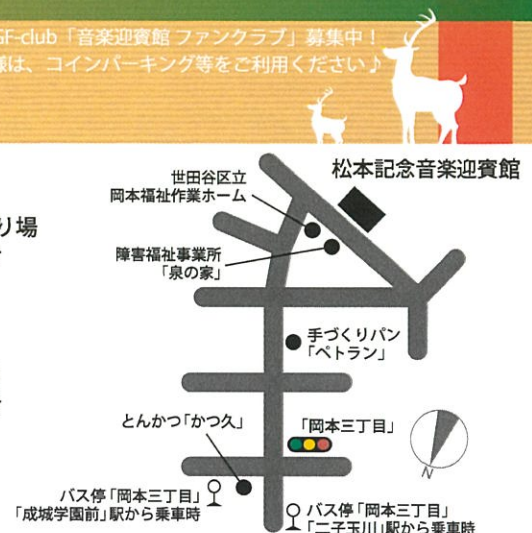 GF-club「音楽迎賓館 ファンクラブ」募集中!
様は、コインパーキング等をご利用ください♪
松本記念音楽迎賓館
世田谷区立
岡本福祉作業ホーム
り場
障害福祉事業所
「泉の家」
手づくりパン
「ペトラン」
とんかつ「かつ久」
「岡本三丁目」
N
バス停「岡本三丁目」
「成城学園前」駅から乗車時
バス停「岡本三丁目」
「二子玉川」駅から乗車時